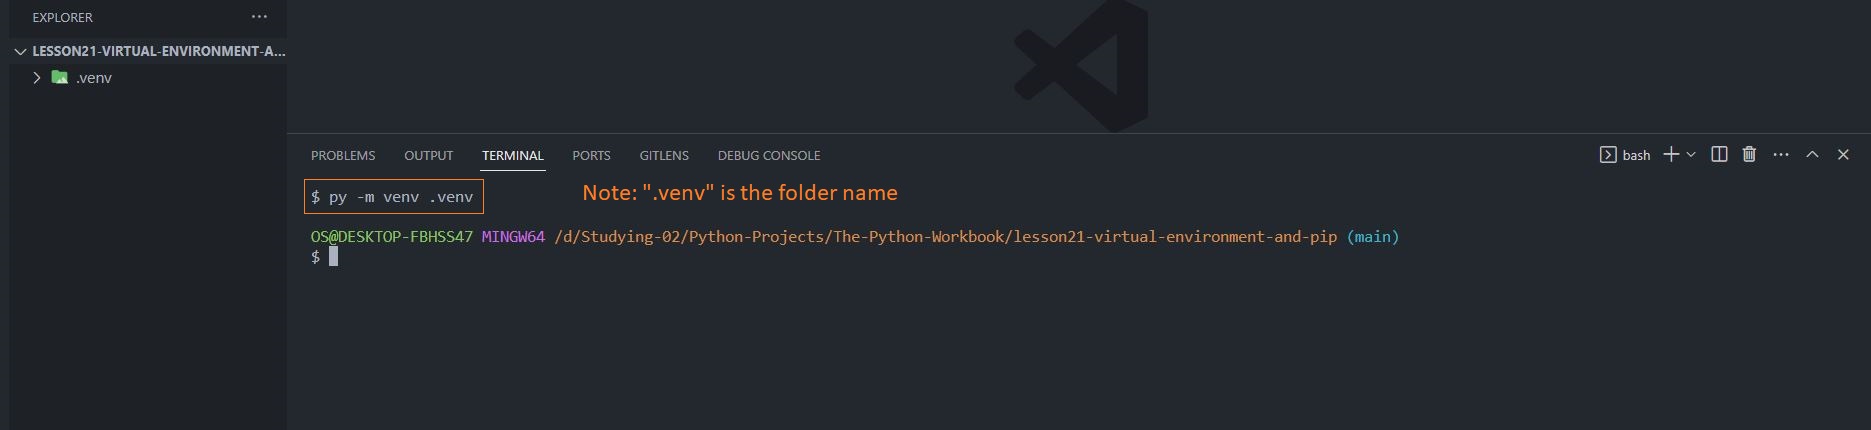 EXPLORER
LESSON21-VIRTUAL-ENVIRONMENT-A...
.venv
PROBLEMS OUTPUT TERMINAL PORTS GITLENS DEBUG CONSOLE bash
$ py -m venv .venv Note: ".venv" is the folder name
OS@DESKTOP-FBHSS47 MINGW64 /d/Studying-02/Python-Projects/The-Python-Workbook/lesson21-virtual-environment-and-pip (main)
$